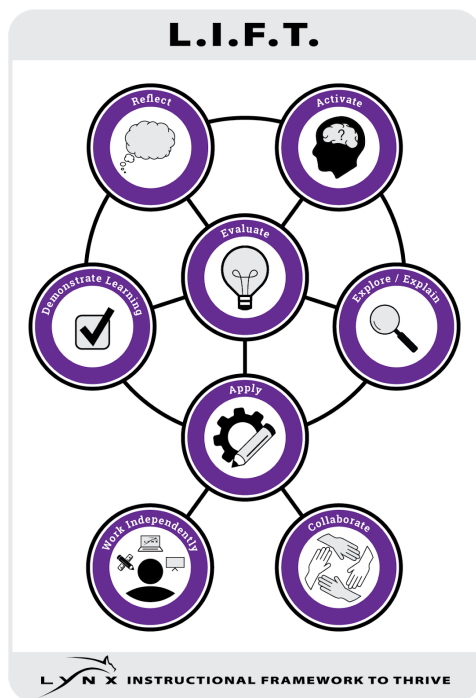 L.I.F.T.
Reflect
Activate
?
Evaluate
Demonstrate Learning
Explore / Explain
Apply
Work Independently
Collaborate
LYNX INSTRUCTIONAL FRAMEWORK TO THRIVE